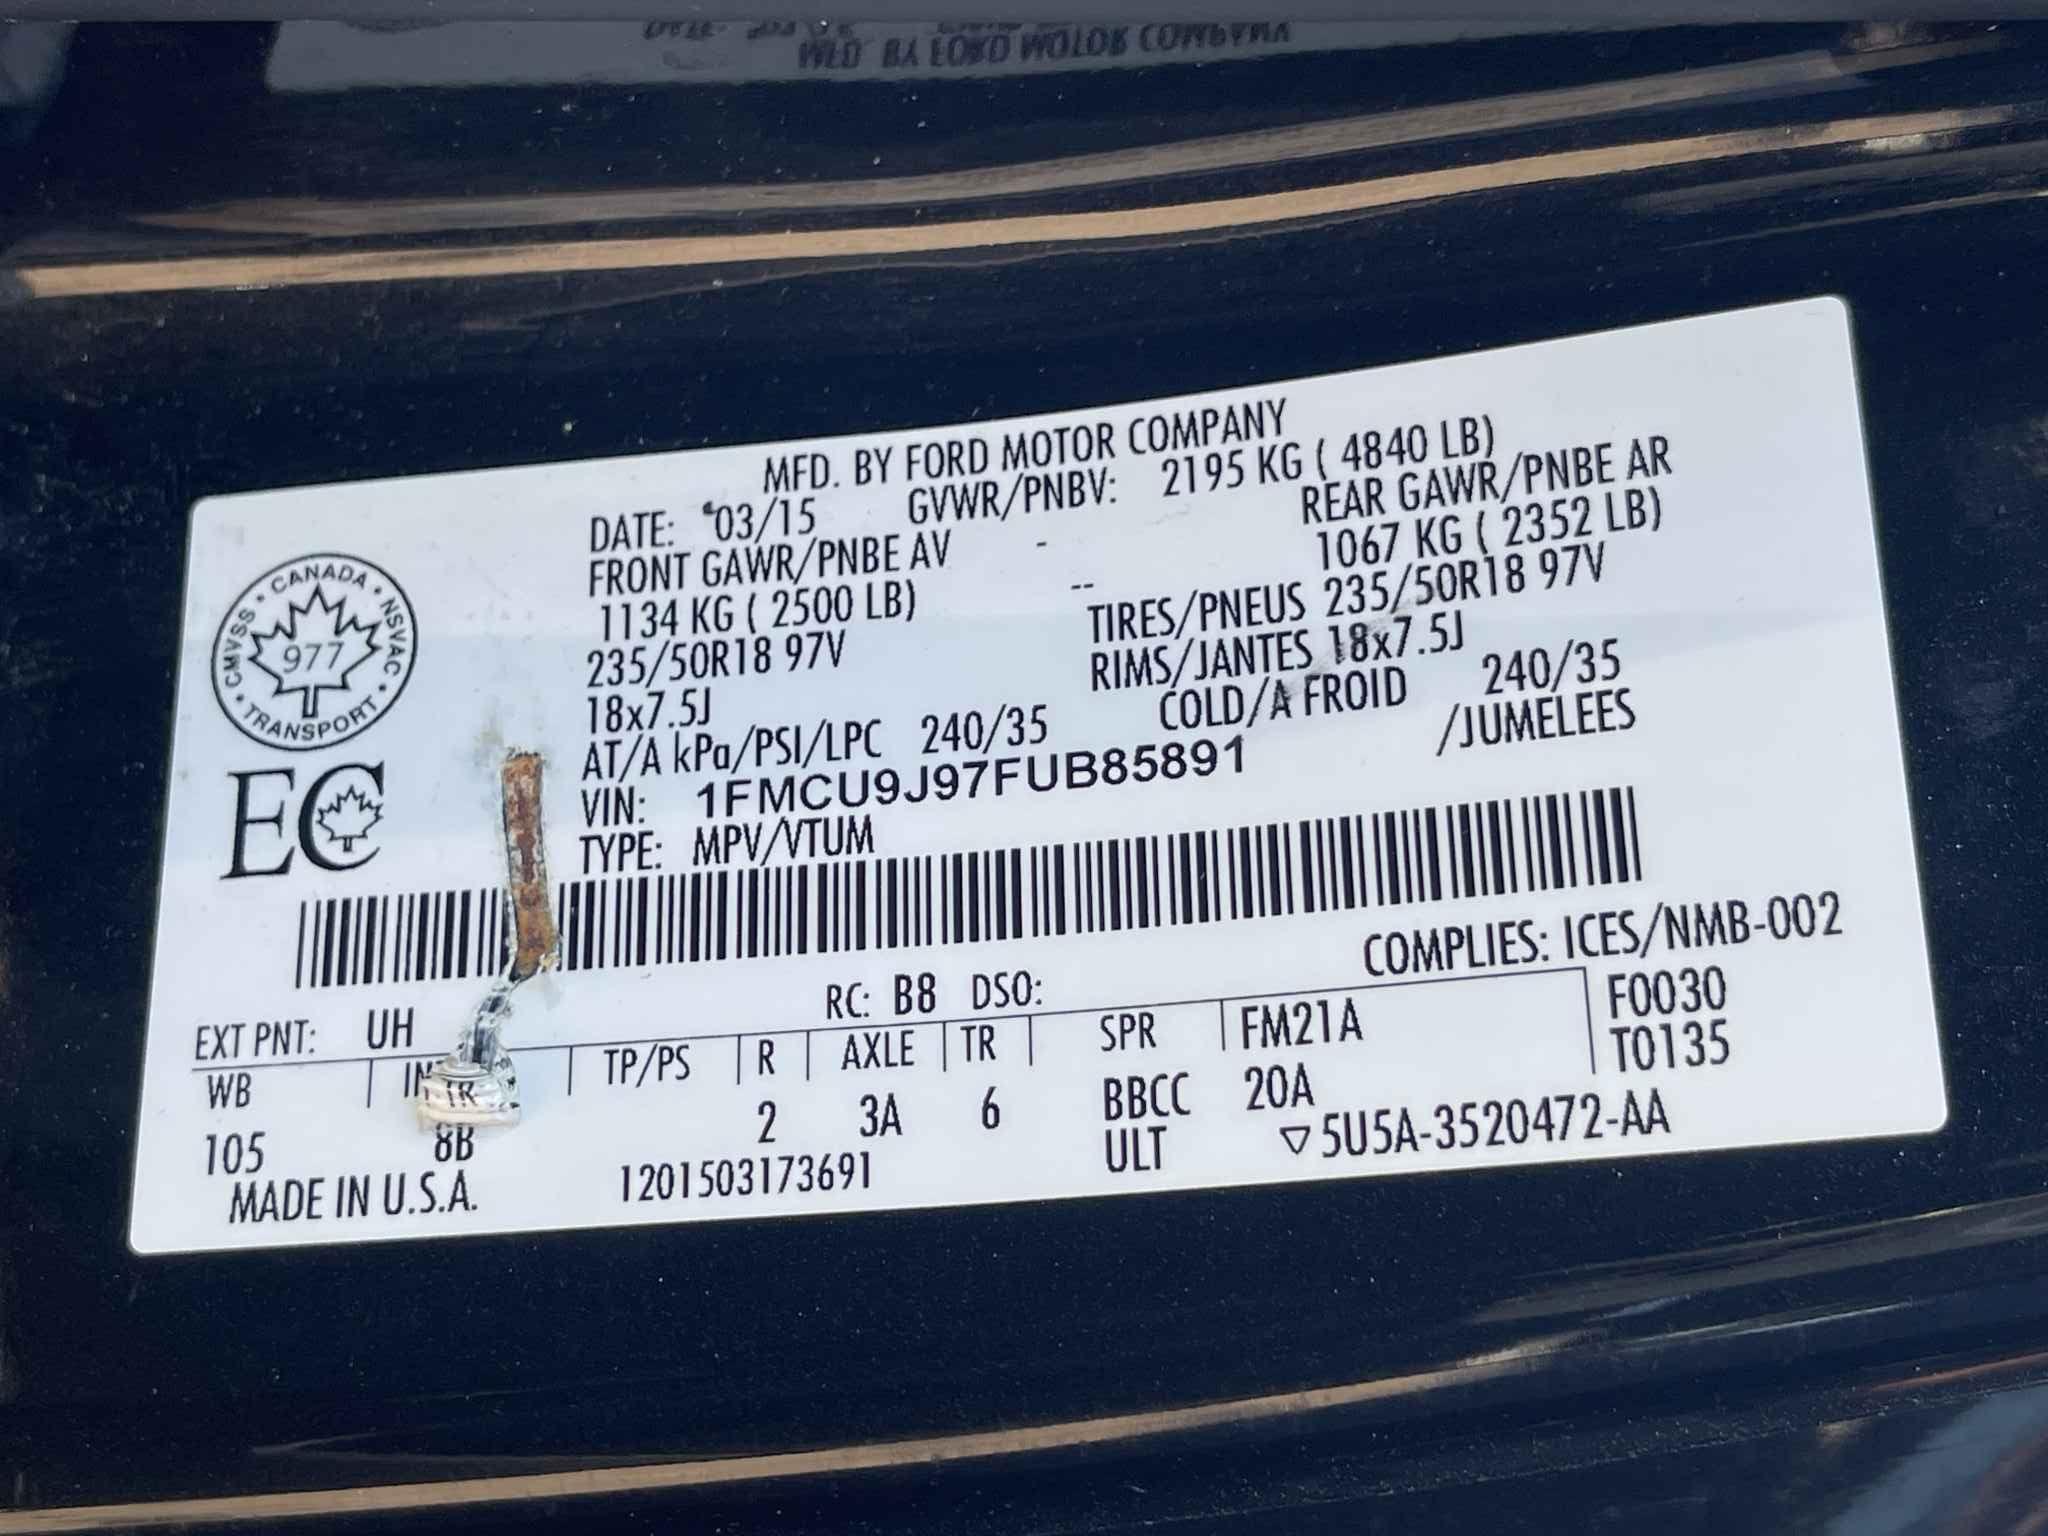 MFD. BY FORD MOTOR COMPANY
MFD. BY FORD MOTOR COMPANY
DATE: 03/15 GVWR/PNBV: 2195 KG ( 4840 LB)
FRONT GAWR/PNBE AV - REAR GAWR/PNBE AR
1134 KG ( 2500 LB) -- 1067 KG ( 2352 LB)
235/50R18 97V TIRES/PNEUS 235/50R18 97V
18x7.5J RIMS/JANTES 18x7.5J
AT/A kPa/PSI/LPC 240/35 COLD/A FROID 240/35
VIN: 1FMCU9J97FUB85891 /JUMELEES
TYPE: MPV/VTUM
CANADA · NSVAC · TRANSPORT · CMVSS
977
EC
COMPLIES: ICES/NMB-002
EXT PNT: UH RC: B8 DSO: F0030
WB TP/PS R AXLE TR SPR FM21A T0135
105 8B 2 3A 6 BBCC 20A
MADE IN U.S.A. 1201503173691 ULT ▽5U5A-3520472-AA